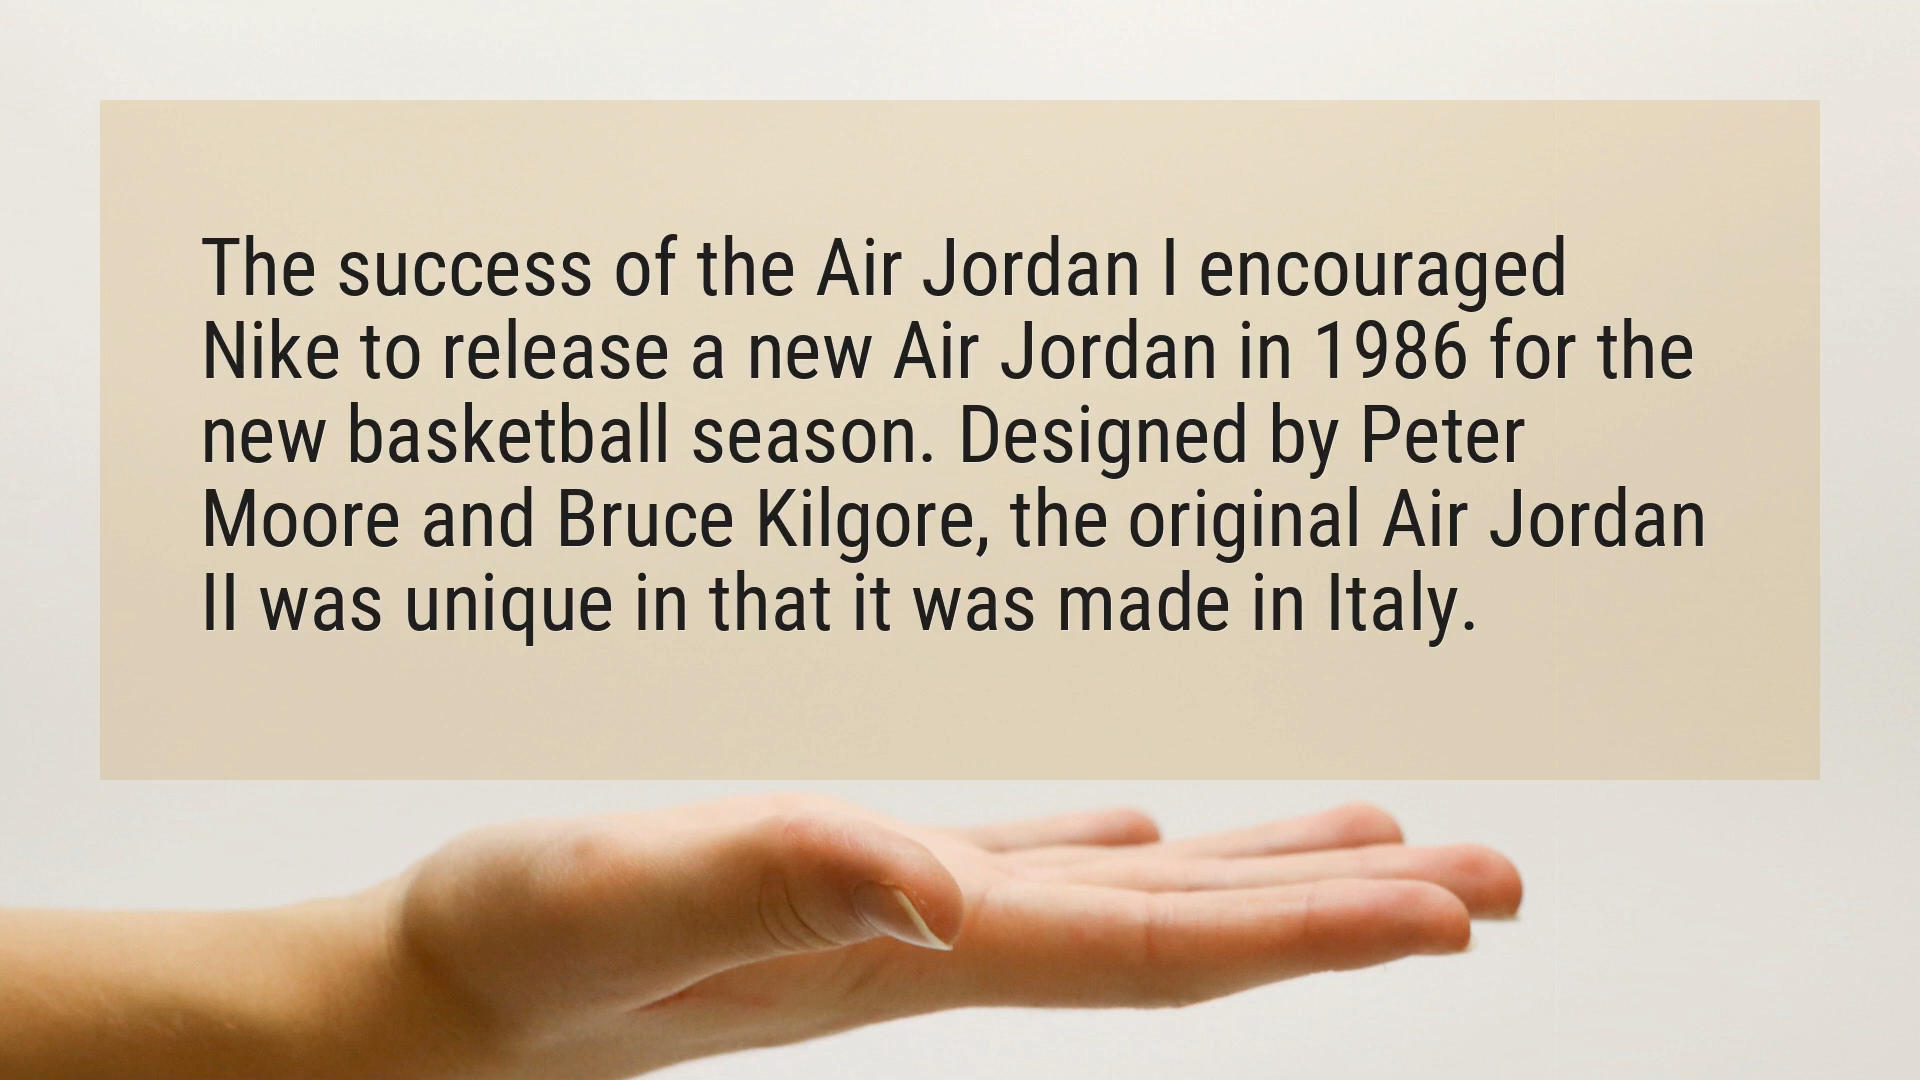 The success of the Air Jordan I encouraged
Nike to release a new Air Jordan in 1986 for the
new basketball season. Designed by Peter
Moore and Bruce Kilgore, the original Air Jordan
II was unique in that it was made in Italy.